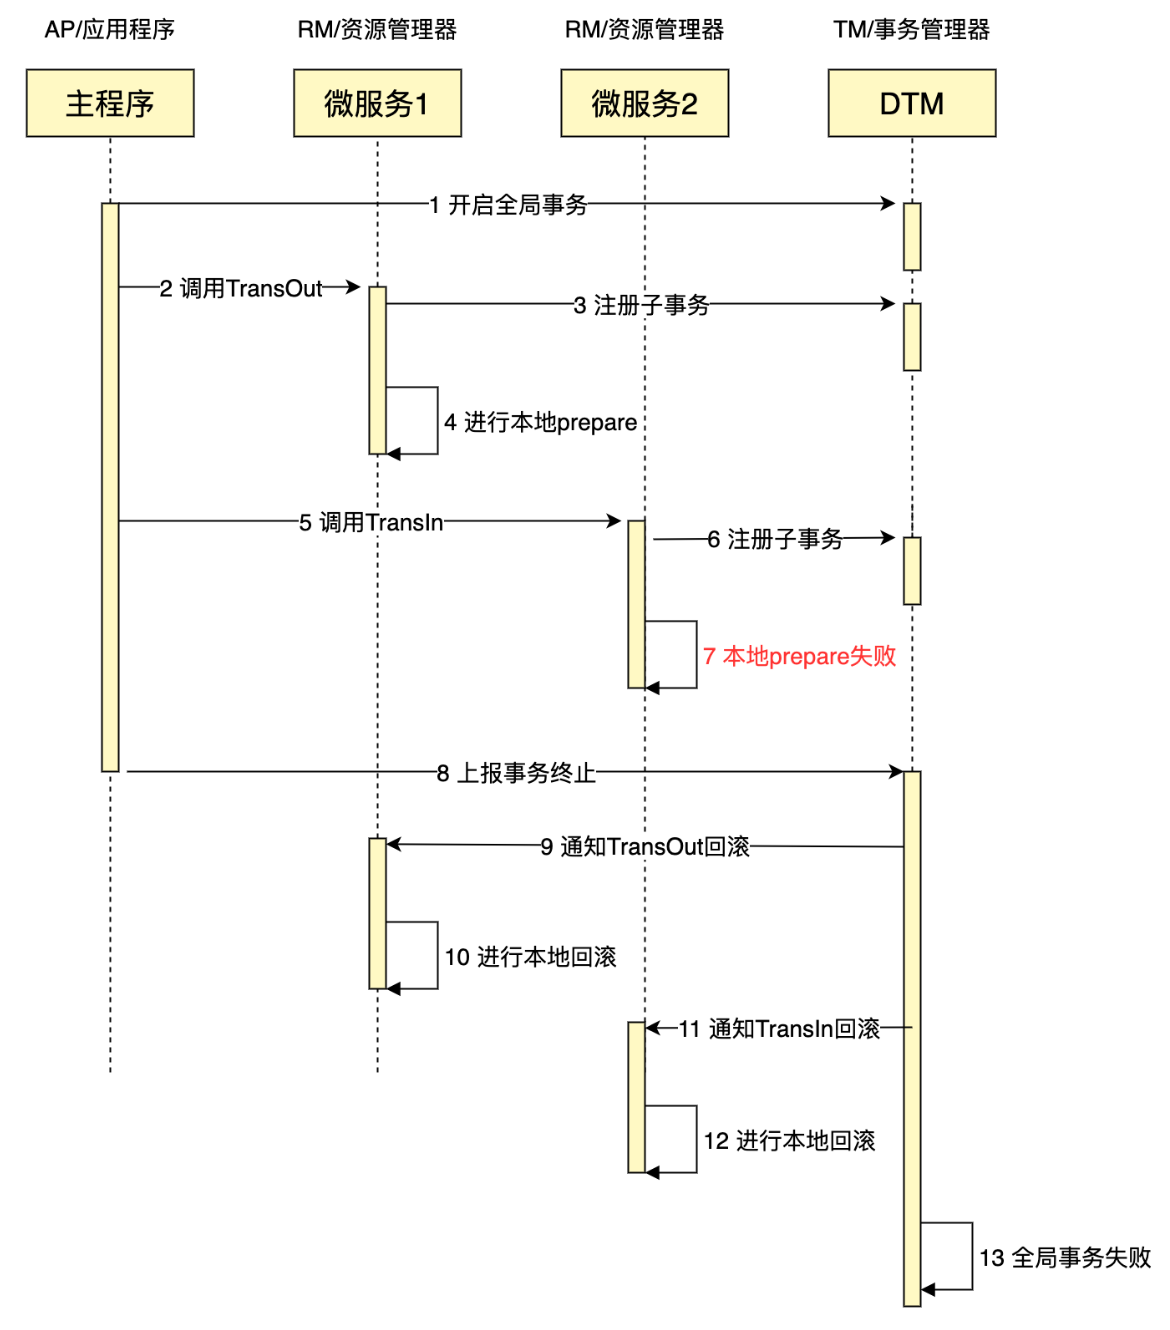 AP/应用程序
RM/资源管理器
RM/资源管理器
TM/事务管理器
主程序
微服务1
微服务2
DTM
1 开启全局事务
2 调用TransOut
3 注册子事务
4 进行本地prepare
5 调用TransIn
6 注册子事务
7 本地prepare失败
8 上报事务终止
9 通知TransOut回滚
10 进行本地回滚
11 通知TransIn回滚
12 进行本地回滚
13 全局事务失败